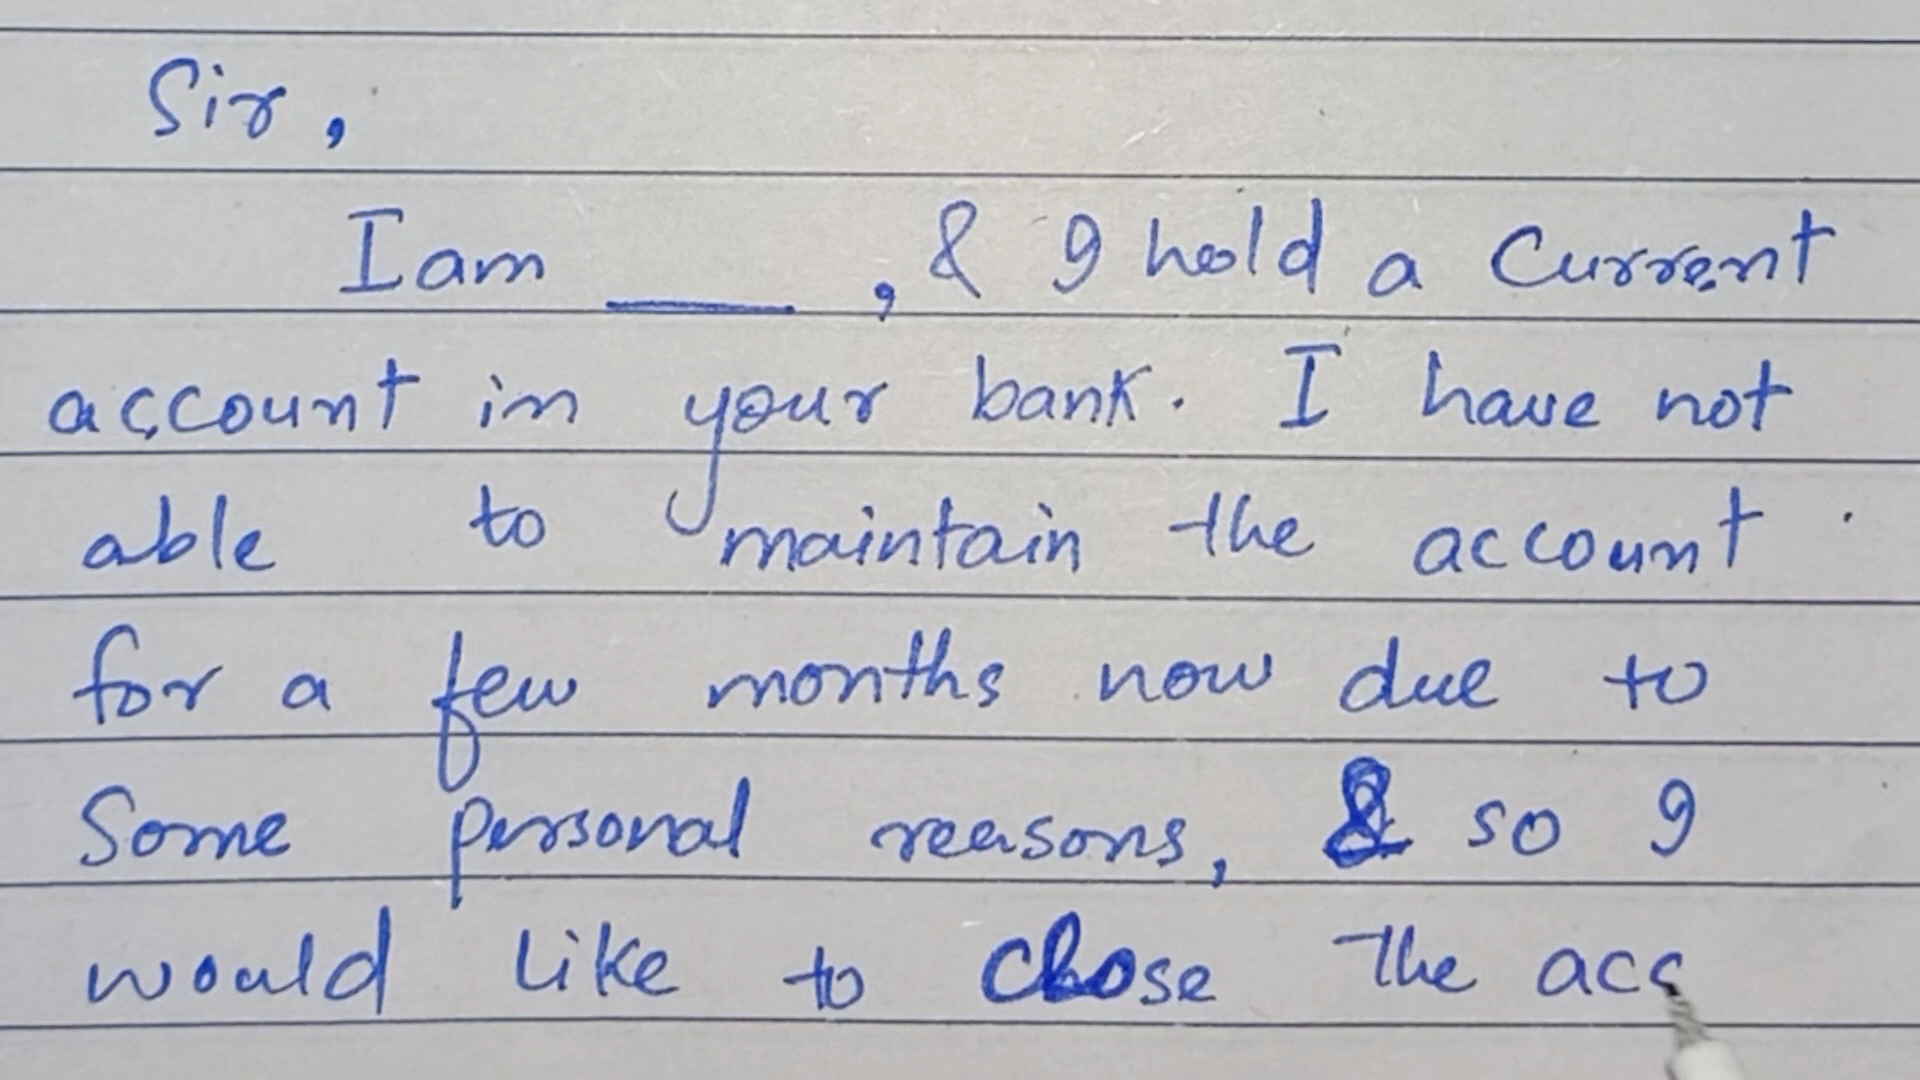 Sir,
I am ____, & I hold a Current
account in your bank. I have not
able to maintain the account
for a few months now due to
Some personal reasons, & so I
would like to close the acc